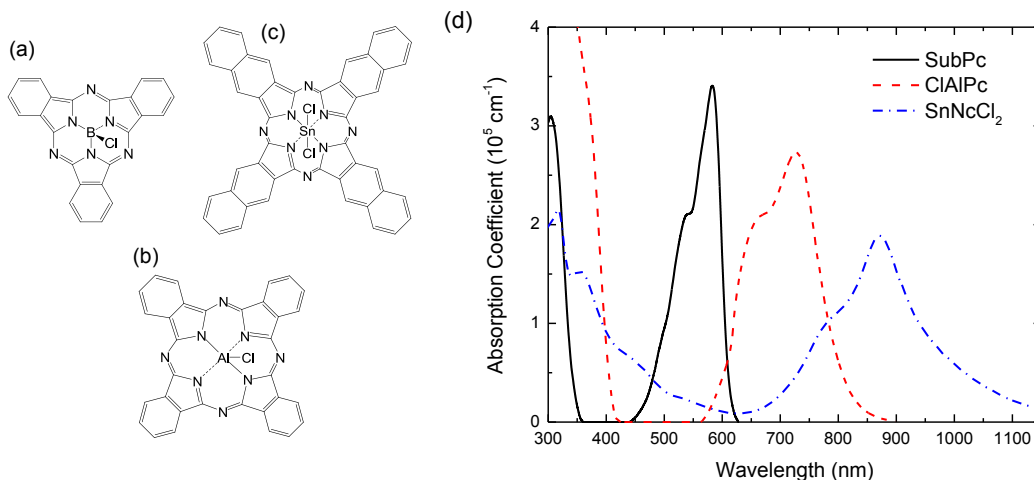 (a)
N
N
N
B
Cl
N
N
N
(c)
N
Cl
N
N
N
Sn
N
N
N
Cl
N
(b)
N
N
N
N
Al
Cl
N
N
N
N
(d)
4
3
2
1
0
Absorption Coefficient (10⁵ cm⁻¹)
SubPc
ClAlPc
SnNcCl₂
300 400 500 600 700 800 900 1000 1100
Wavelength (nm)